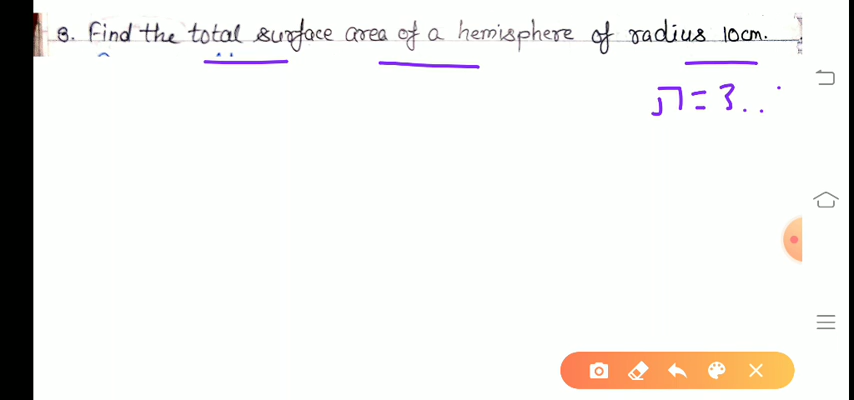 8. Find the total surface area of a hemisphere of radius 10cm.
π = 3..